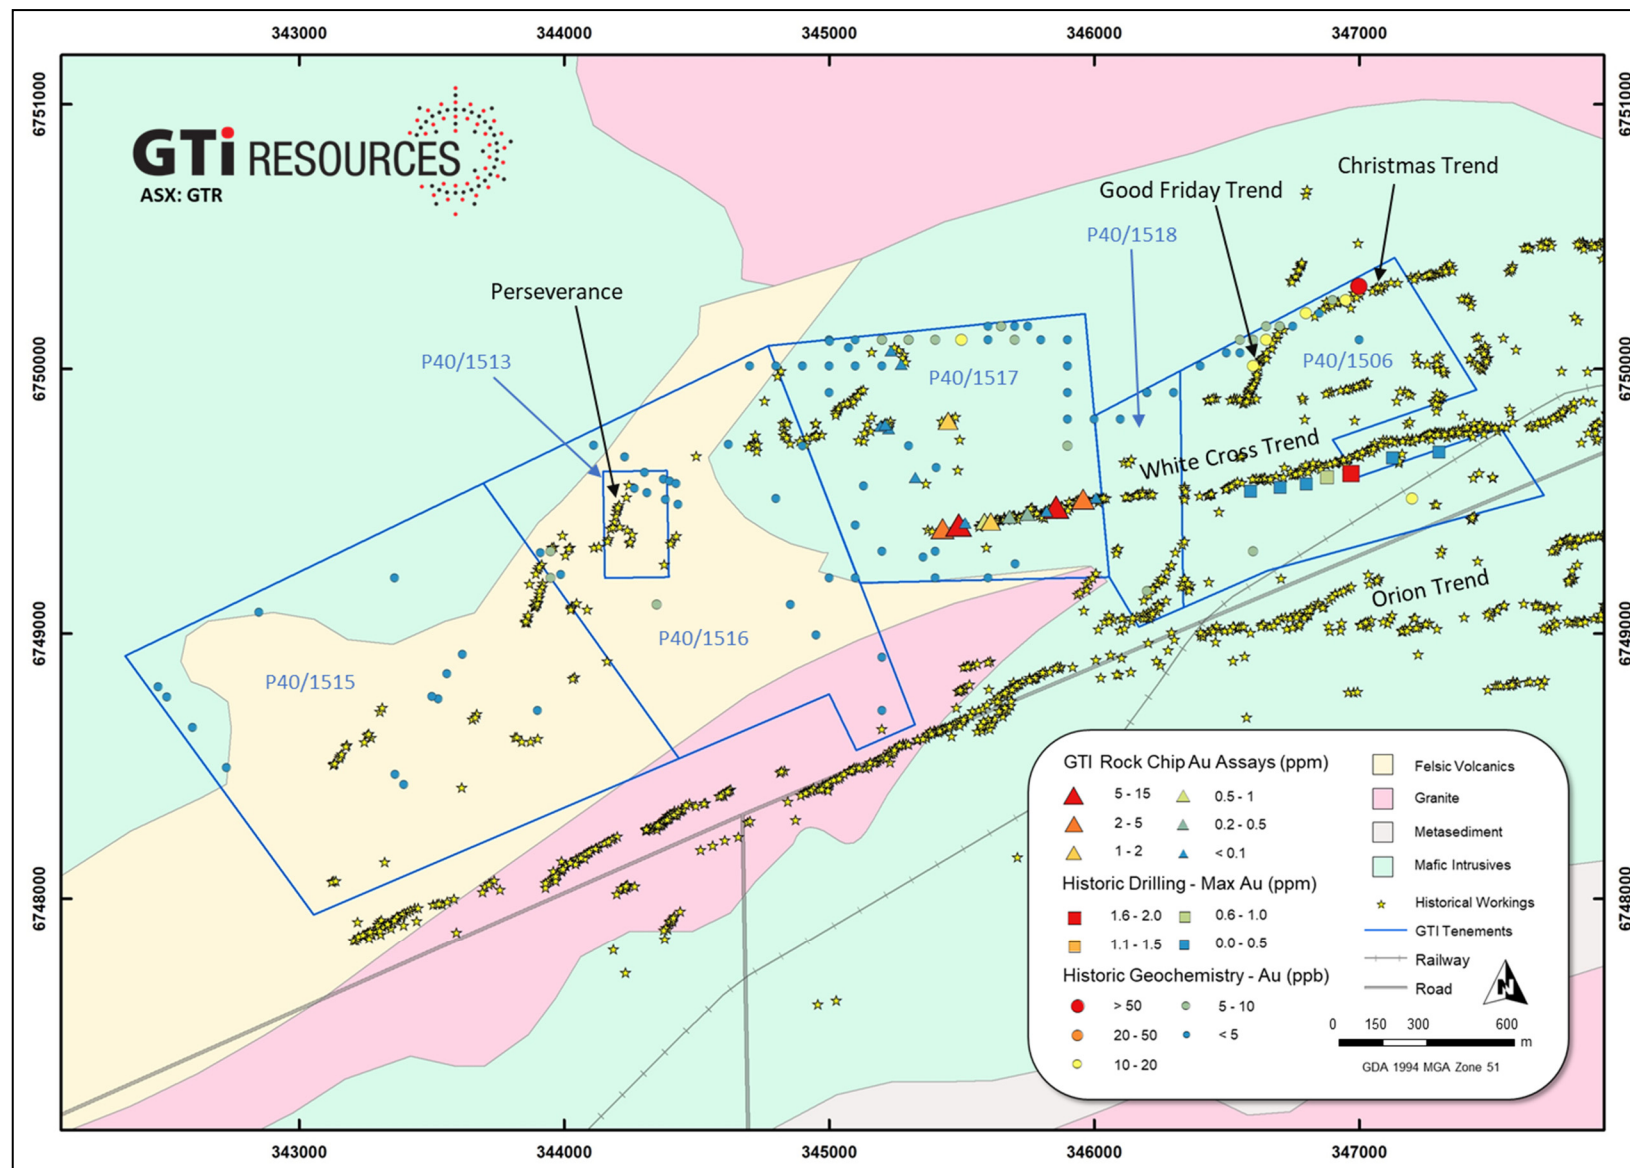 343000
344000
345000
346000
347000
6751000
6751000
GTi RESOURCES
ASX: GTR
Christmas Trend
Good Friday Trend
P40/1518
Perseverance
P40/1513
6750000
6750000
P40/1517
P40/1506
White Cross Trend
Orion Trend
6749000
6749000
P40/1516
P40/1515
GTI Rock Chip Au Assays (ppm)
5 - 15
0.5 - 1
2 - 5
0.2 - 0.5
1 - 2
< 0.1
Historic Drilling - Max Au (ppm)
1.6 - 2.0
0.6 - 1.0
1.1 - 1.5
0.0 - 0.5
Historic Geochemistry - Au (ppb)
> 50
5 - 10
20 - 50
< 5
10 - 20
Felsic Volcanics
Granite
Metasediment
Mafic Intrusives
Historical Workings
GTI Tenements
Railway
Road
N
0 150 300 600
m
GDA 1994 MGA Zone 51
6748000
6748000
343000
344000
345000
346000
347000